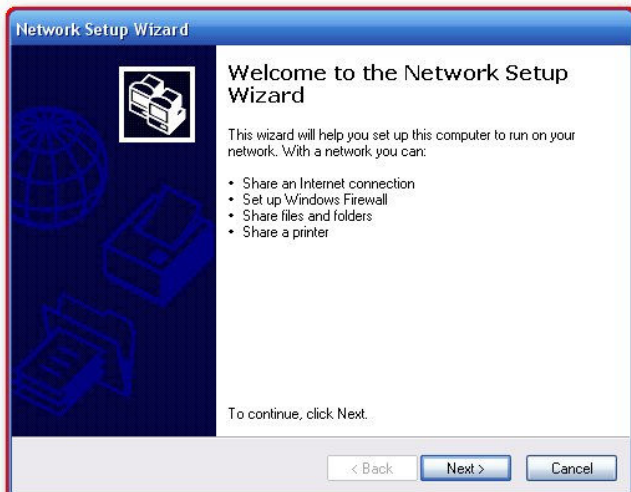 Network Setup Wizard
Welcome to the Network Setup
Wizard
This wizard will help you set up this computer to run on your
network. With a network you can:
• Share an Internet connection
• Set up Windows Firewall
• Share files and folders
• Share a printer
To continue, click Next.
< Back
Next >
Cancel